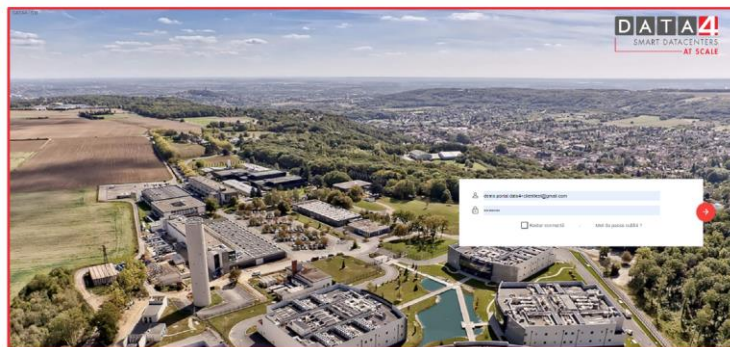 DATA4
SMART DATACENTERS
AT SCALE
Rester connecté
Mot de passe oublié ?